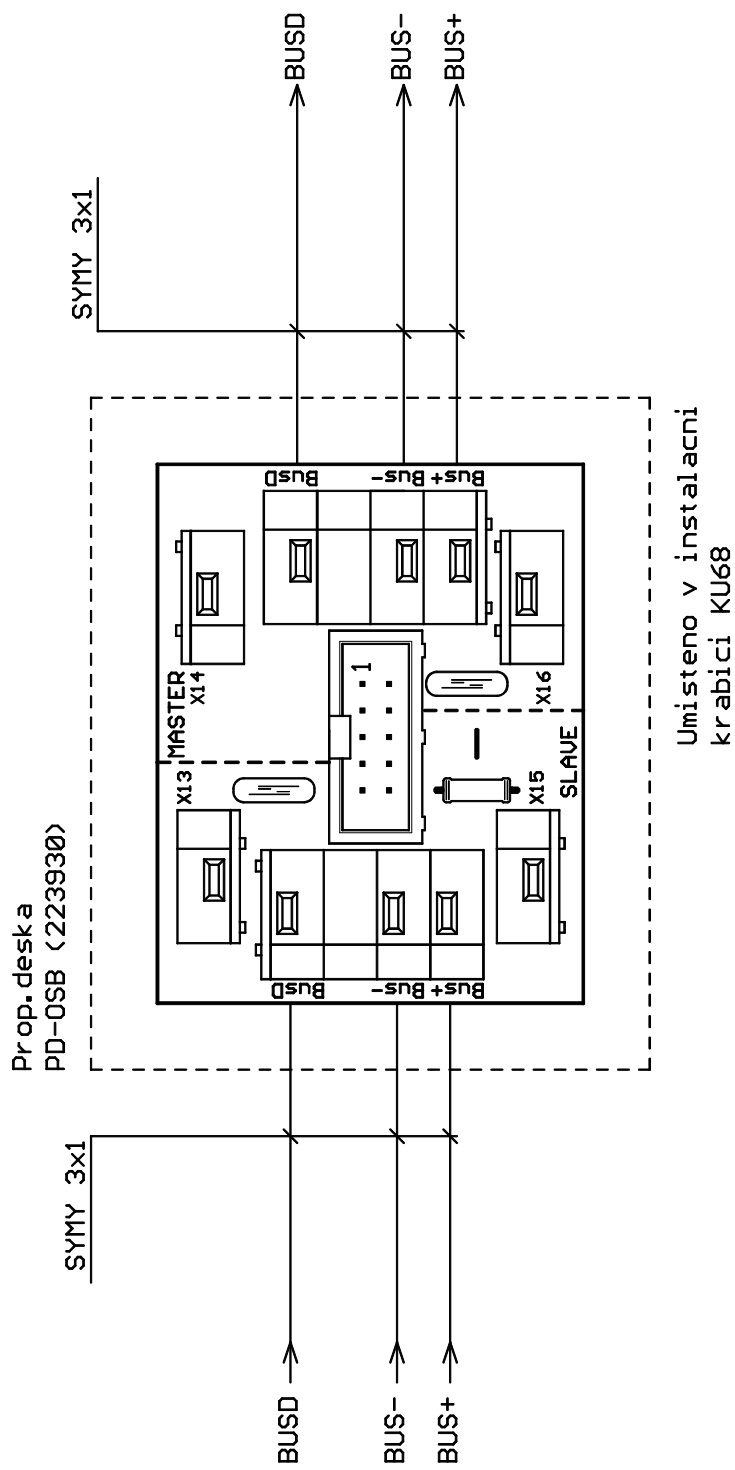 Prop.deska
PD-OSB (223930)
SYMY 3x1
SYMY 3x1
BUSD
BUS-
BUS+
BusD
Bus-
Bus+
X13
MASTER
X14
1
X15
SLAVE
X16
BusD
Bus-
Bus+
BUSD
BUS-
BUS+
Umisteno v instalacni
krabici KU68